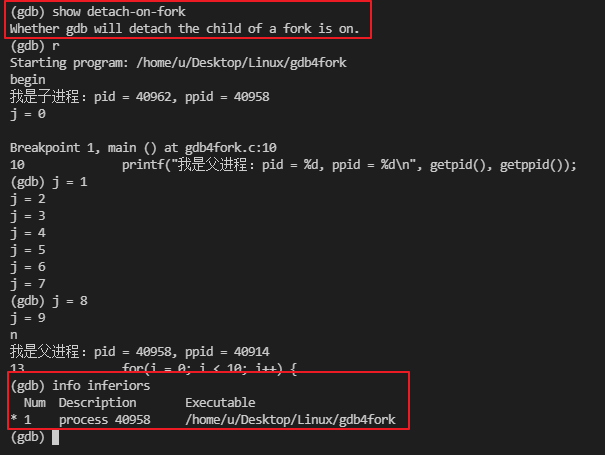 (gdb) show detach-on-fork
Whether gdb will detach the child of a fork is on.
(gdb) r
Starting program: /home/u/Desktop/Linux/gdb4fork
begin
我是子进程: pid = 40962, ppid = 40958
j = 0
Breakpoint 1, main () at gdb4fork.c:10
10 printf("我是父进程: pid = %d, ppid = %d\n", getpid(), getppid());
(gdb) j = 1
j = 2
j = 3
j = 4
j = 5
j = 6
j = 7
(gdb) j = 8
j = 9
n
我是父进程: pid = 40958, ppid = 40914
13 for(i = 0; i < 10; i++) {
(gdb) info inferiors
Num Description Executable
* 1 process 40958 /home/u/Desktop/Linux/gdb4fork
(gdb)